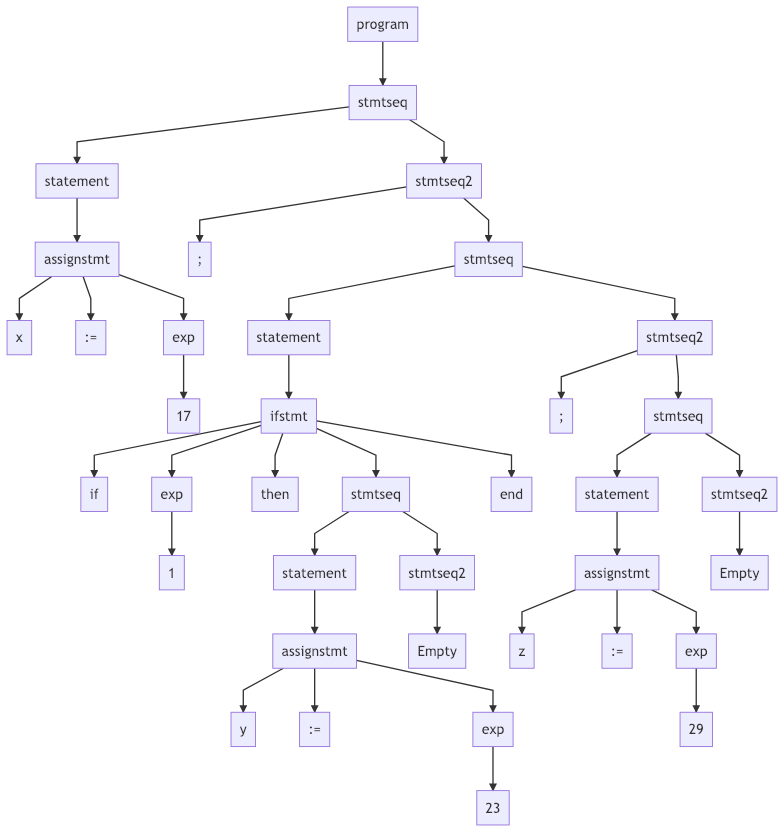 program
stmtseq
statement
stmtseq2
assignstmt
;
stmtseq
x
:=
exp
statement
stmtseq2
17
ifstmt
;
stmtseq
if
exp
then
stmtseq
end
statement
stmtseq2
1
statement
stmtseq2
assignstmt
Empty
assignstmt
Empty
z
:=
exp
y
:=
exp
29
23